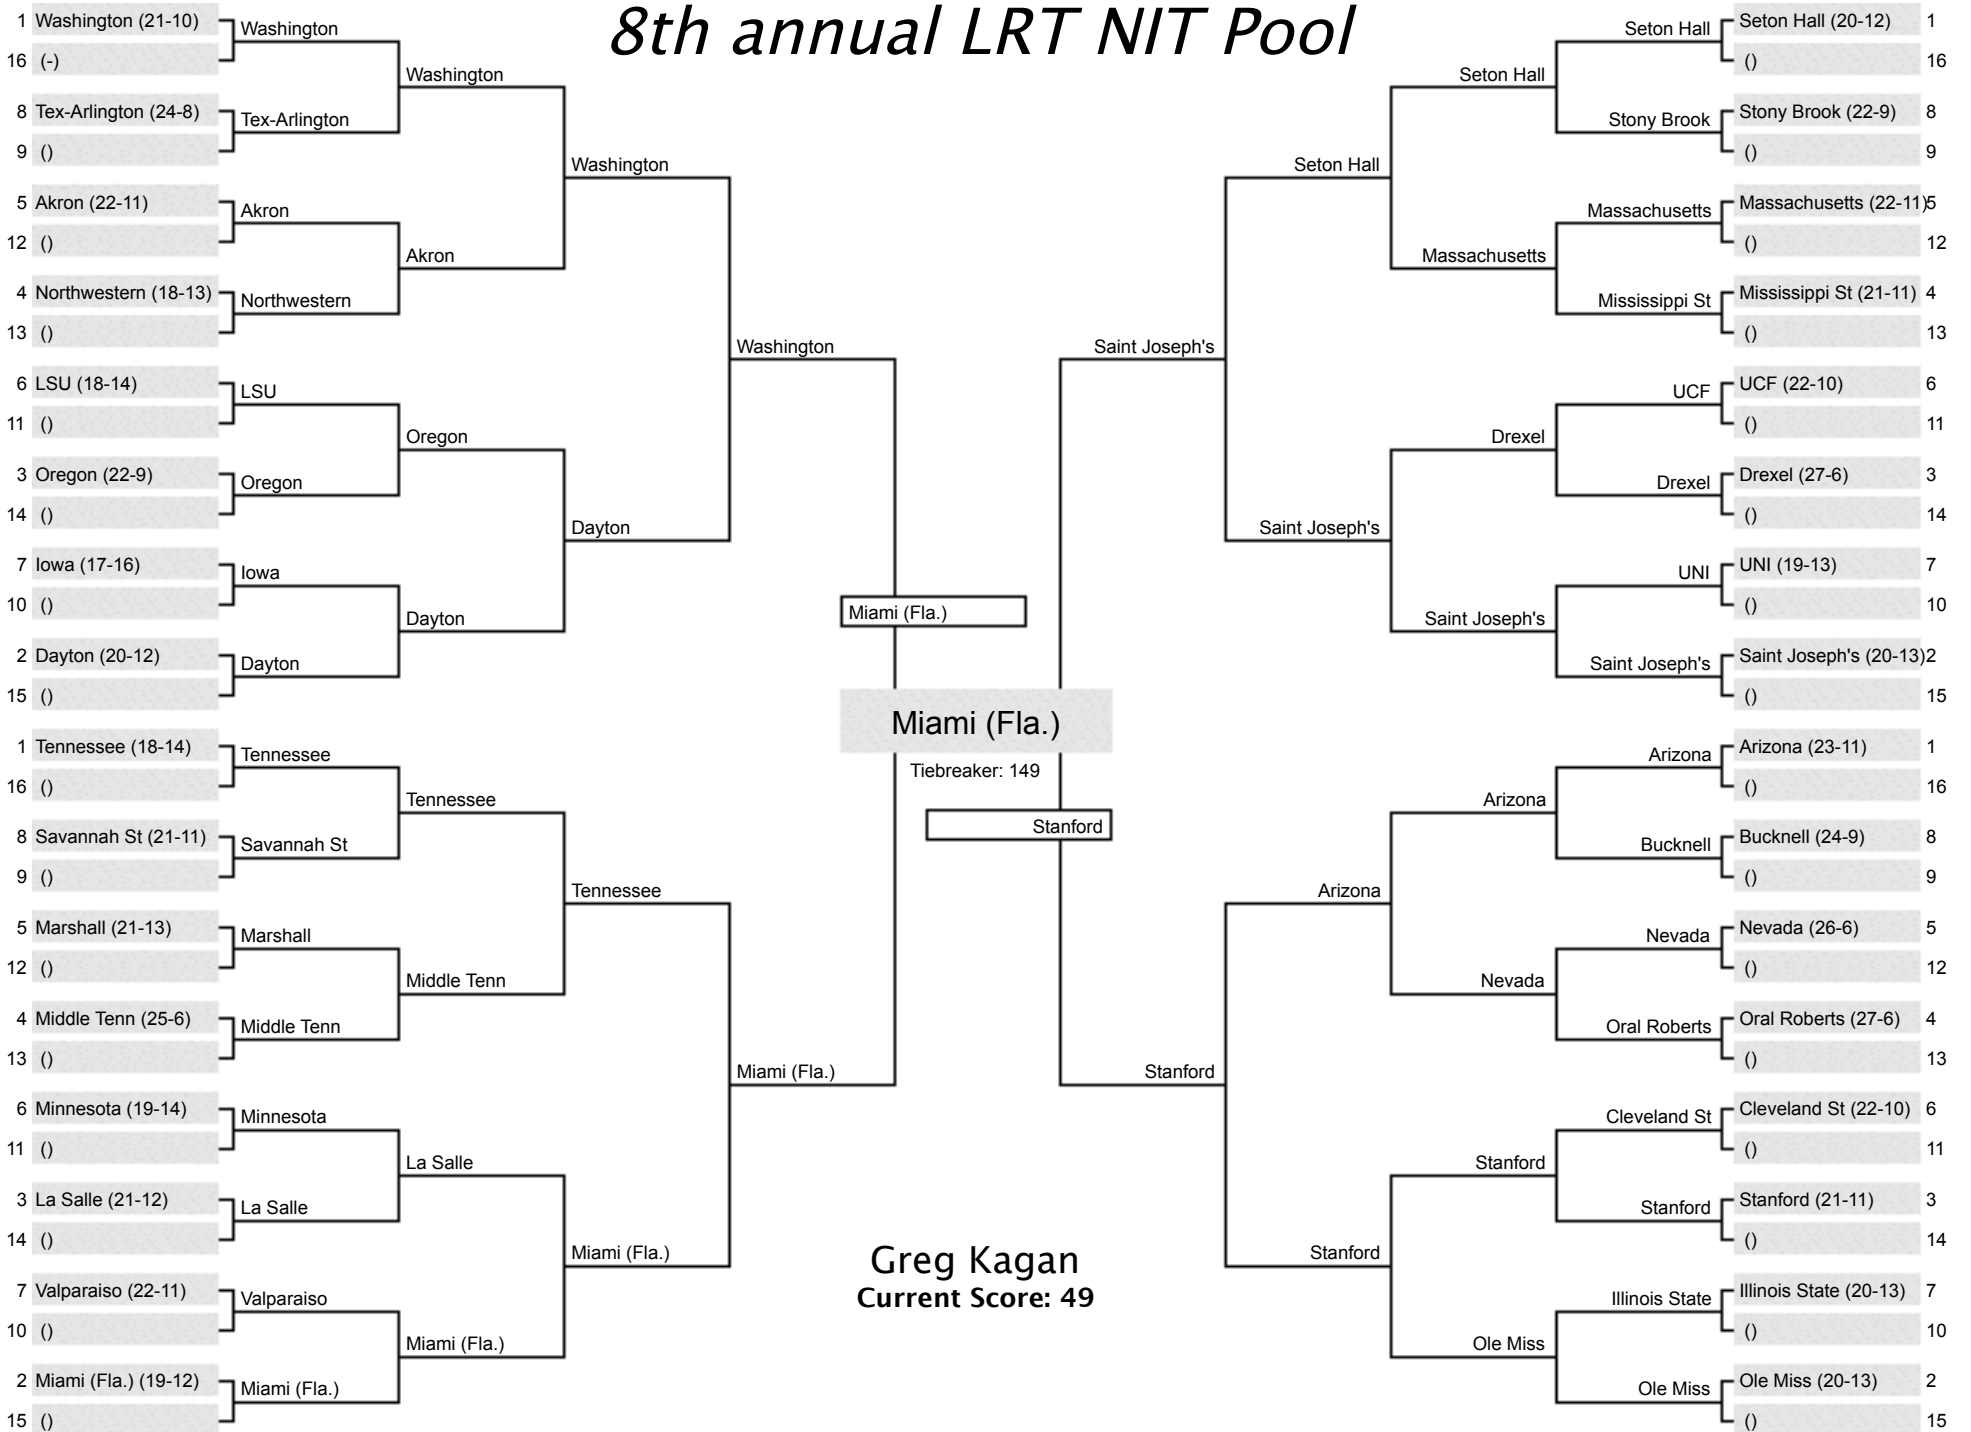 8th annual LRT NIT Pool
1 Washington (21-10)
16 (-)
8 Tex-Arlington (24-8)
9 ()
5 Akron (22-11)
12 ()
4 Northwestern (18-13)
13 ()
6 LSU (18-14)
11 ()
3 Oregon (22-9)
14 ()
7 Iowa (17-16)
10 ()
2 Dayton (20-12)
15 ()
1 Tennessee (18-14)
16 ()
8 Savannah St (21-11)
9 ()
5 Marshall (21-13)
12 ()
4 Middle Tenn (25-6)
13 ()
6 Minnesota (19-14)
11 ()
3 La Salle (21-12)
14 ()
7 Valparaiso (22-11)
10 ()
2 Miami (Fla.) (19-12)
15 ()
Washington
Tex-Arlington
Akron
Northwestern
LSU
Oregon
Iowa
Dayton
Tennessee
Savannah St
Marshall
Middle Tenn
Minnesota
La Salle
Valparaiso
Miami (Fla.)
Washington
Akron
Oregon
Dayton
Tennessee
Middle Tenn
La Salle
Miami (Fla.)
Washington
Dayton
Tennessee
Miami (Fla.)
Washington
Miami (Fla.)
Miami (Fla.)
Miami (Fla.)
Tiebreaker: 149
Stanford
Greg Kagan
Current Score: 49
Saint Joseph's
Stanford
Seton Hall
Saint Joseph's
Arizona
Stanford
Seton Hall
Massachusetts
Drexel
Saint Joseph's
Arizona
Nevada
Stanford
Ole Miss
Seton Hall
Stony Brook
Massachusetts
Mississippi St
UCF
Drexel
UNI
Saint Joseph's
Arizona
Bucknell
Nevada
Oral Roberts
Cleveland St
Stanford
Illinois State
Ole Miss
Seton Hall (20-12) 1
() 16
Stony Brook (22-9) 8
() 9
Massachusetts (22-11) 5
() 12
Mississippi St (21-11) 4
() 13
UCF (22-10) 6
() 11
Drexel (27-6) 3
() 14
UNI (19-13) 7
() 10
Saint Joseph's (20-13) 2
() 15
Arizona (23-11) 1
() 16
Bucknell (24-9) 8
() 9
Nevada (26-6) 5
() 12
Oral Roberts (27-6) 4
() 13
Cleveland St (22-10) 6
() 11
Stanford (21-11) 3
() 14
Illinois State (20-13) 7
() 10
Ole Miss (20-13) 2
() 15